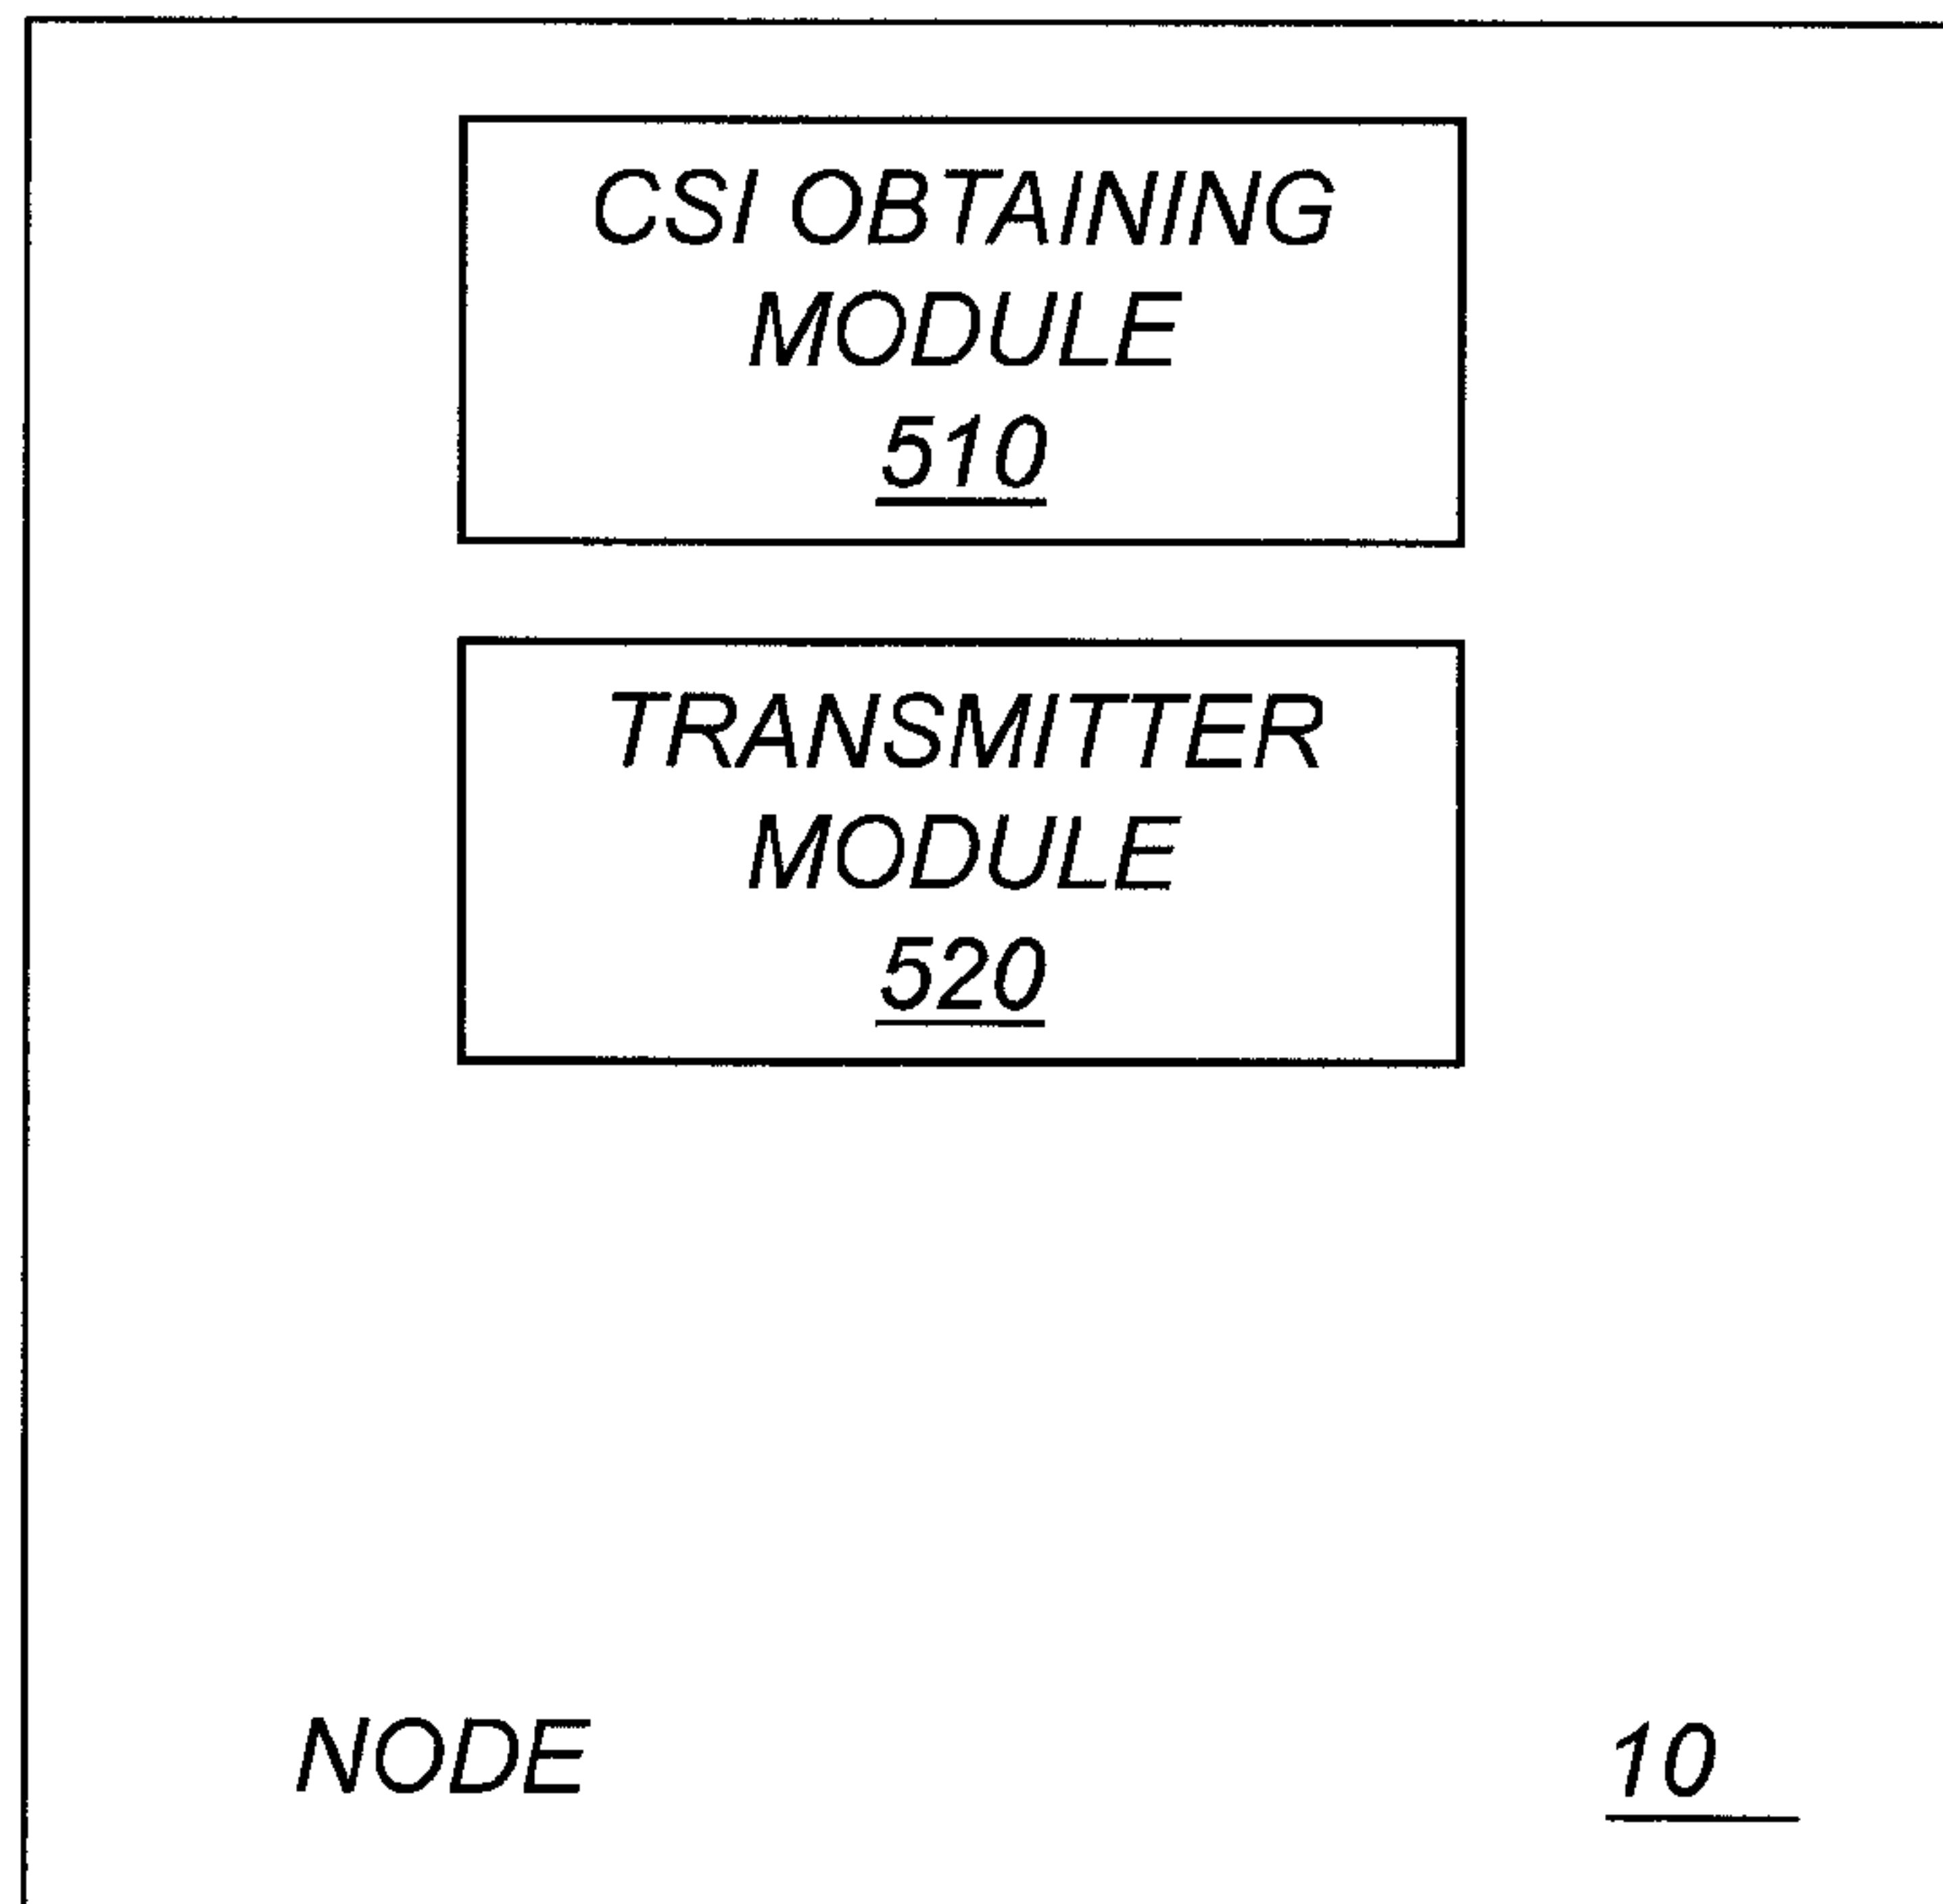 CSI OBTAINING
MODULE
510
TRANSMITTER
MODULE
520
NODE 10